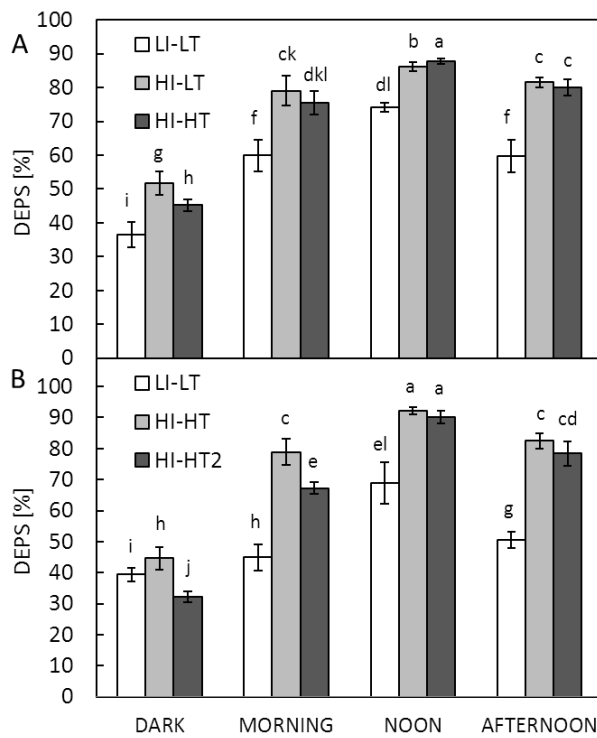 A
DEPS [%]
100
90
80
70
60
50
40
30
20
10
0
LI-LT
HI-LT
HI-HT
i g h
f ck dkl
dl b a
f c c
B
DEPS [%]
100
90
80
70
60
50
40
30
20
10
0
LI-LT
HI-HT
HI-HT2
i h j
h c e
el a a
g c cd
DARK MORNING NOON AFTERNOON